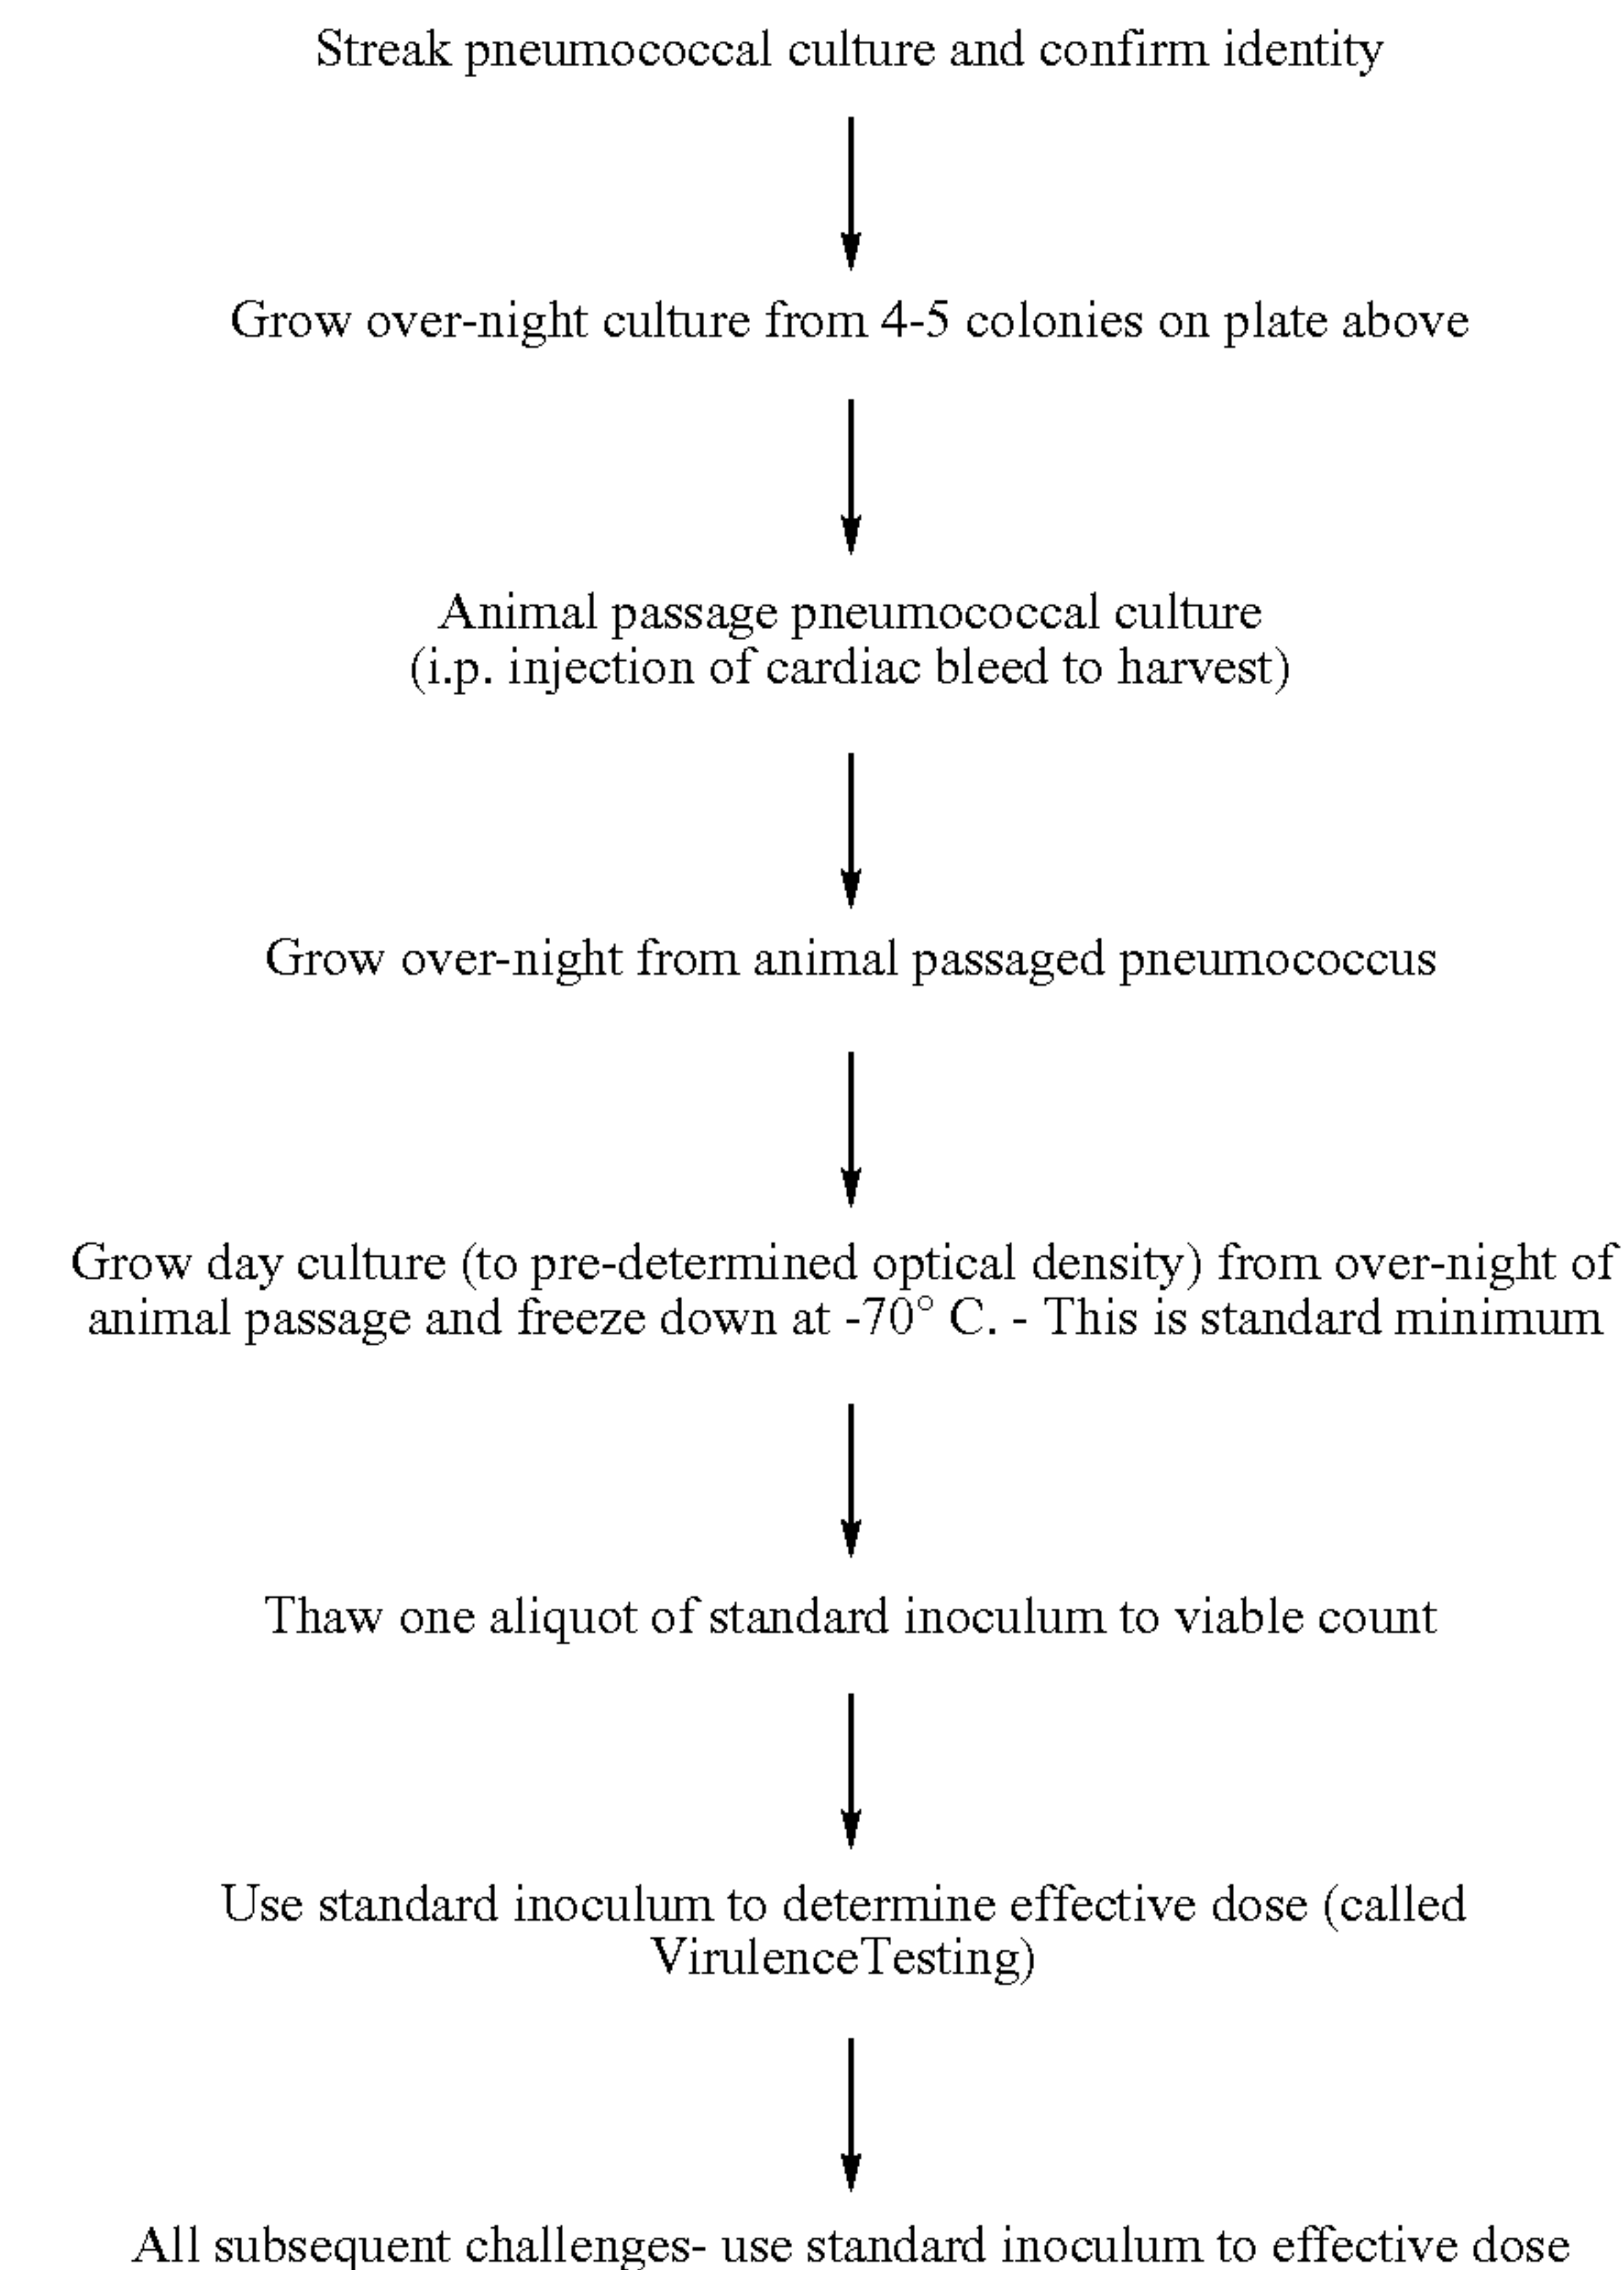 Streak pneumococcal culture and confirm identity
Grow over-night culture from 4-5 colonies on plate above
Animal passage pneumococcal culture
(i.p. injection of cardiac bleed to harvest)
Grow over-night from animal passaged pneumococcus
Grow day culture (to pre-determined optical density) from over-night of
animal passage and freeze down at -70° C. - This is standard minimum
Thaw one aliquot of standard inoculum to viable count
Use standard inoculum to determine effective dose (called
VirulenceTesting)
All subsequent challenges- use standard inoculum to effective dose